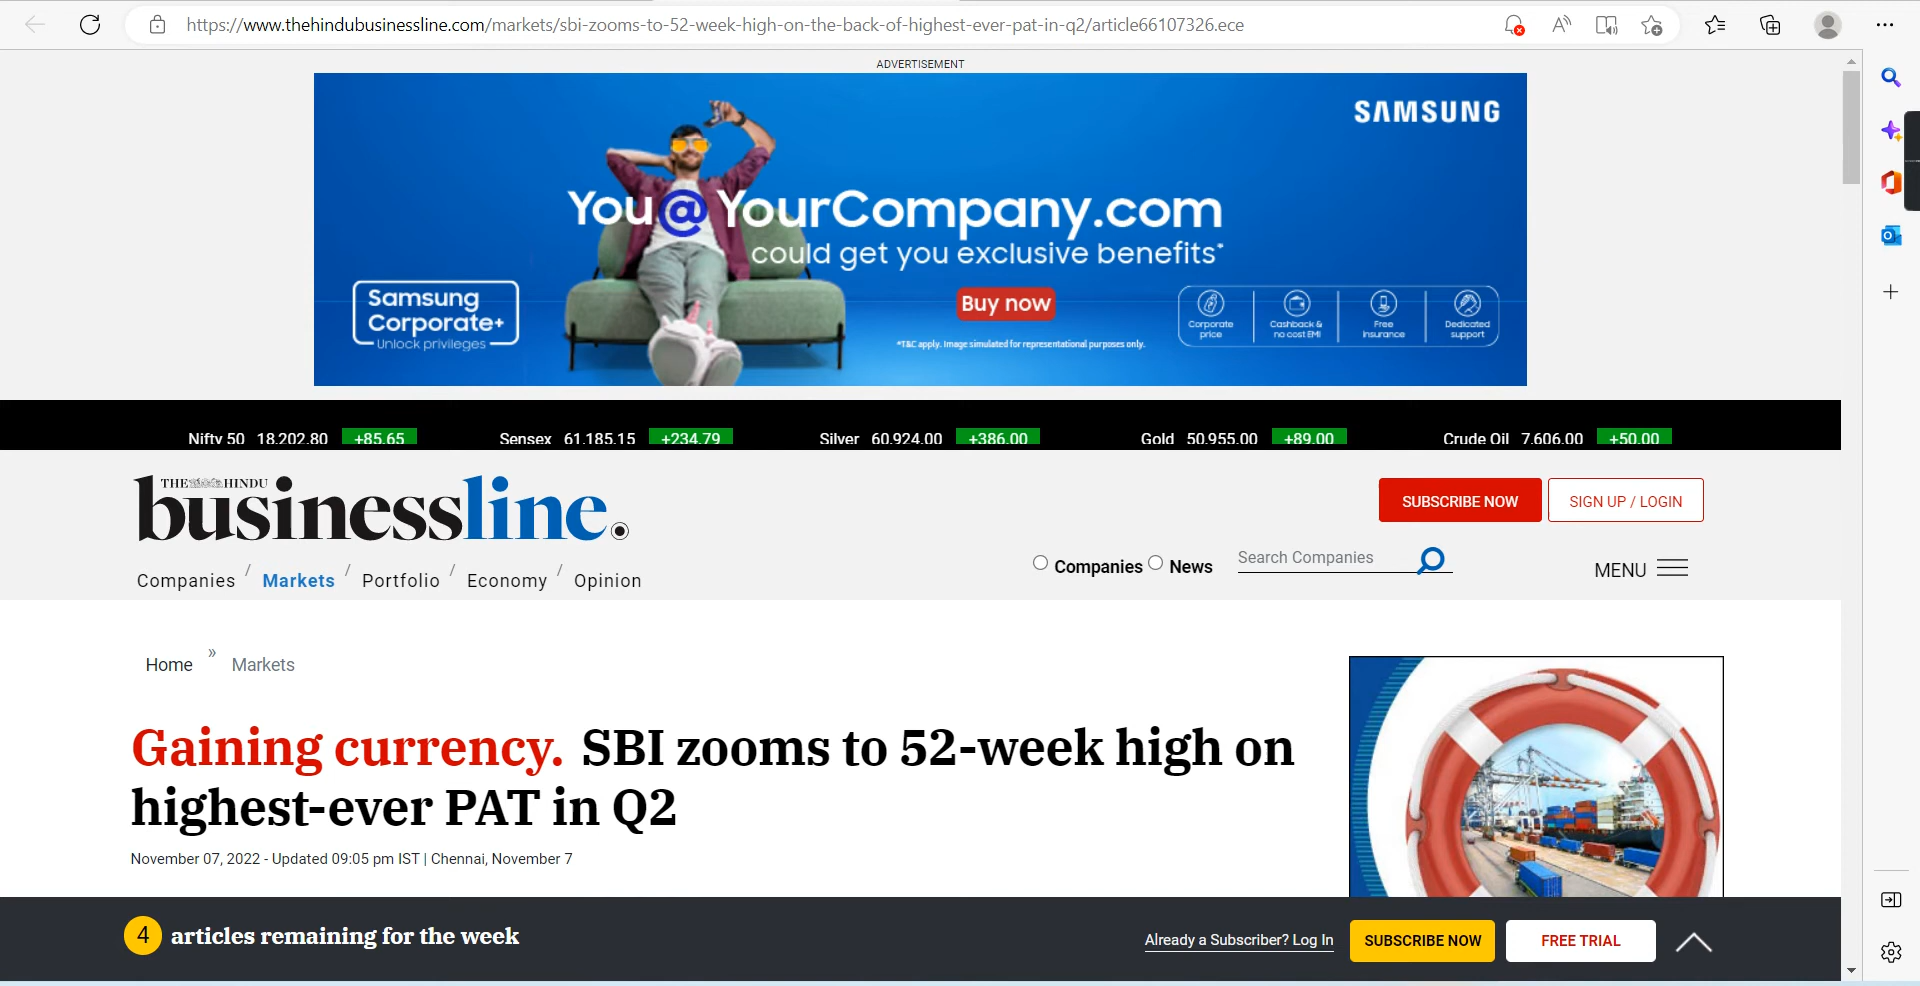 https://www.thehindubusinessline.com/markets/sbi-zooms-to-52-week-high-on-the-back-of-highest-ever-pat-in-q2/article66107326.ece
ADVERTISEMENT
SAMSUNG
You@YourCompany.com
could get you exclusive benefits*
Samsung
Corporate+
Unlock privileges
Buy now
*T&C apply. Image simulated for representational purposes only.
Corporate price
Cashback & no cost EMI
Free Insurance
Dedicated support
Nifty 50 18,202.80 +85.65 Sensex 61,185.15 +234.79 Silver 60,924.00 +386.00 Gold 50,955.00 +89.00 Crude Oil 7,606.00 +50.00
THE HINDU
businessline.
SUBSCRIBE NOW SIGN UP / LOGIN
Companies / Markets / Portfolio / Economy / Opinion
Companies News Search Companies
MENU
Home » Markets
Gaining currency. SBI zooms to 52-week high on
highest-ever PAT in Q2
November 07, 2022 - Updated 09:05 pm IST | Chennai, November 7
4 articles remaining for the week
Already a Subscriber? Log In SUBSCRIBE NOW FREE TRIAL